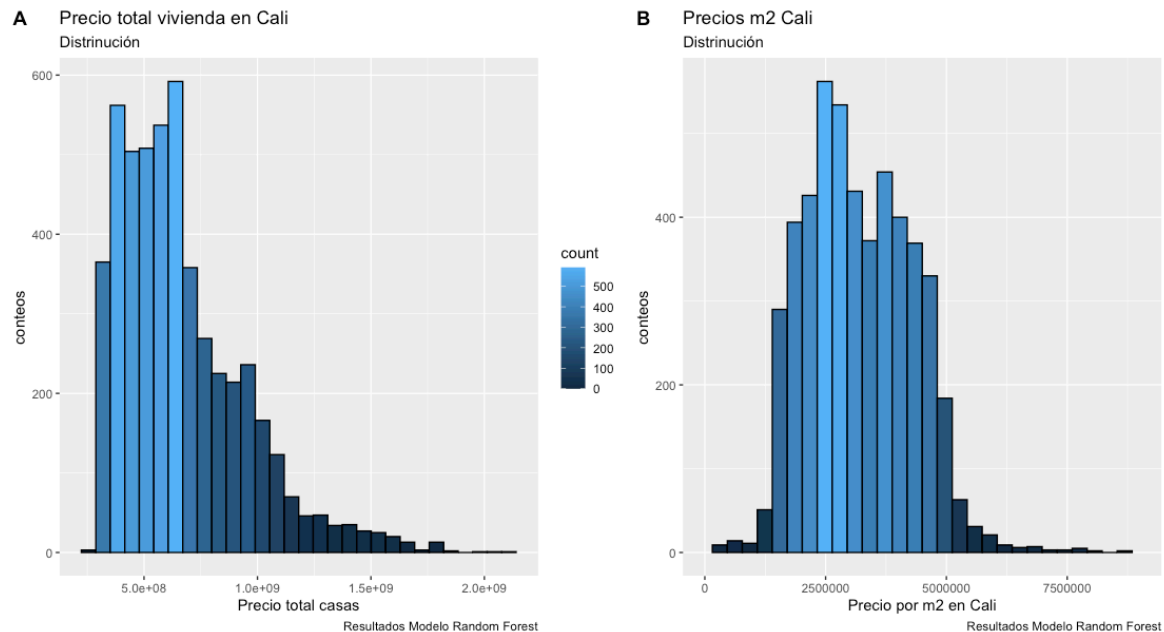 A
Precio total vivienda en Cali
Distrinución
600
400
200
0
conteos
5.0e+08 1.0e+09 1.5e+09 2.0e+09
Precio total casas
Resultados Modelo Random Forest
count
500
400
300
200
100
0
B
Precios m2 Cali
Distrinución
400
200
0
conteos
0 2500000 5000000 7500000
Precio por m2 en Cali
Resultados Modelo Random Forest